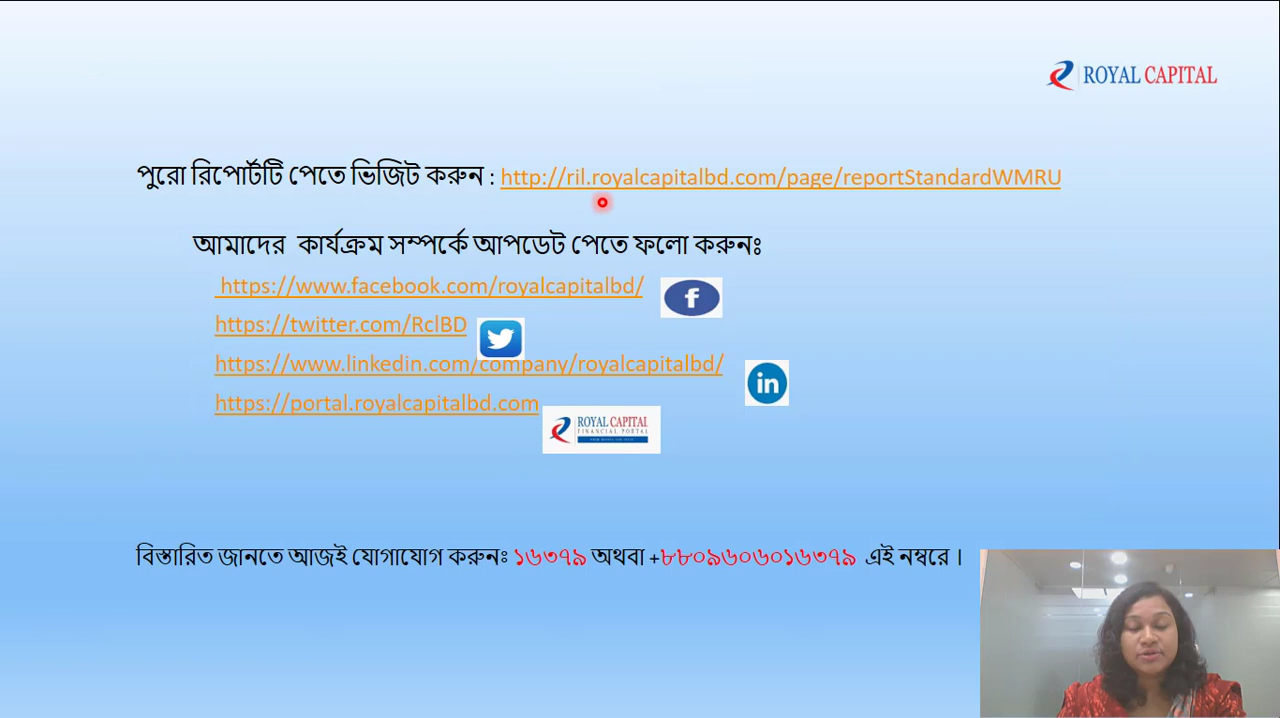 ROYAL CAPITAL
পুরো রিপোর্টটি পেতে ভিজিট করুন : http://ril.royalcapitalbd.com/page/reportStandardWMRU
আমাদের কার্যক্রম সম্পর্কে আপডেট পেতে ফলো করুনঃ
https://www.facebook.com/royalcapitalbd/
f
https://twitter.com/RclBD
https://www.linkedin.com/company/royalcapitalbd/
in
https://portal.royalcapitalbd.com
ROYAL CAPITAL
FINANCIAL PORTAL
বিস্তারিত জানতে আজই যোগাযোগ করুনঃ ১৬৩৭৯ অথবা +৮৮০৯৬০৬০১৬৩৭৯ এই নম্বরে ।